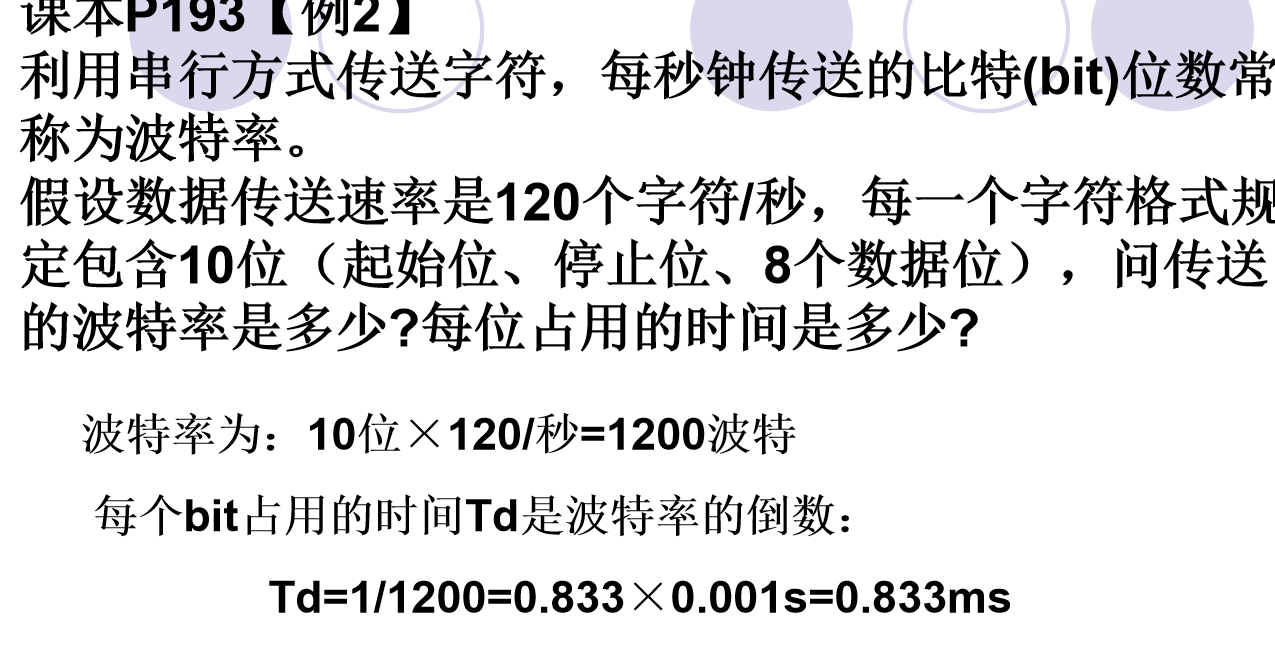 课本P193【例2】
利用串行方式传送字符，每秒钟传送的比特(bit)位数常
称为波特率。
假设数据传送速率是120个字符/秒，每一个字符格式规
定包含10位（起始位、停止位、8个数据位），问传送
的波特率是多少?每位占用的时间是多少?
波特率为：10位×120/秒=1200波特
每个bit占用的时间Td是波特率的倒数：
Td=1/1200=0.833×0.001s=0.833ms